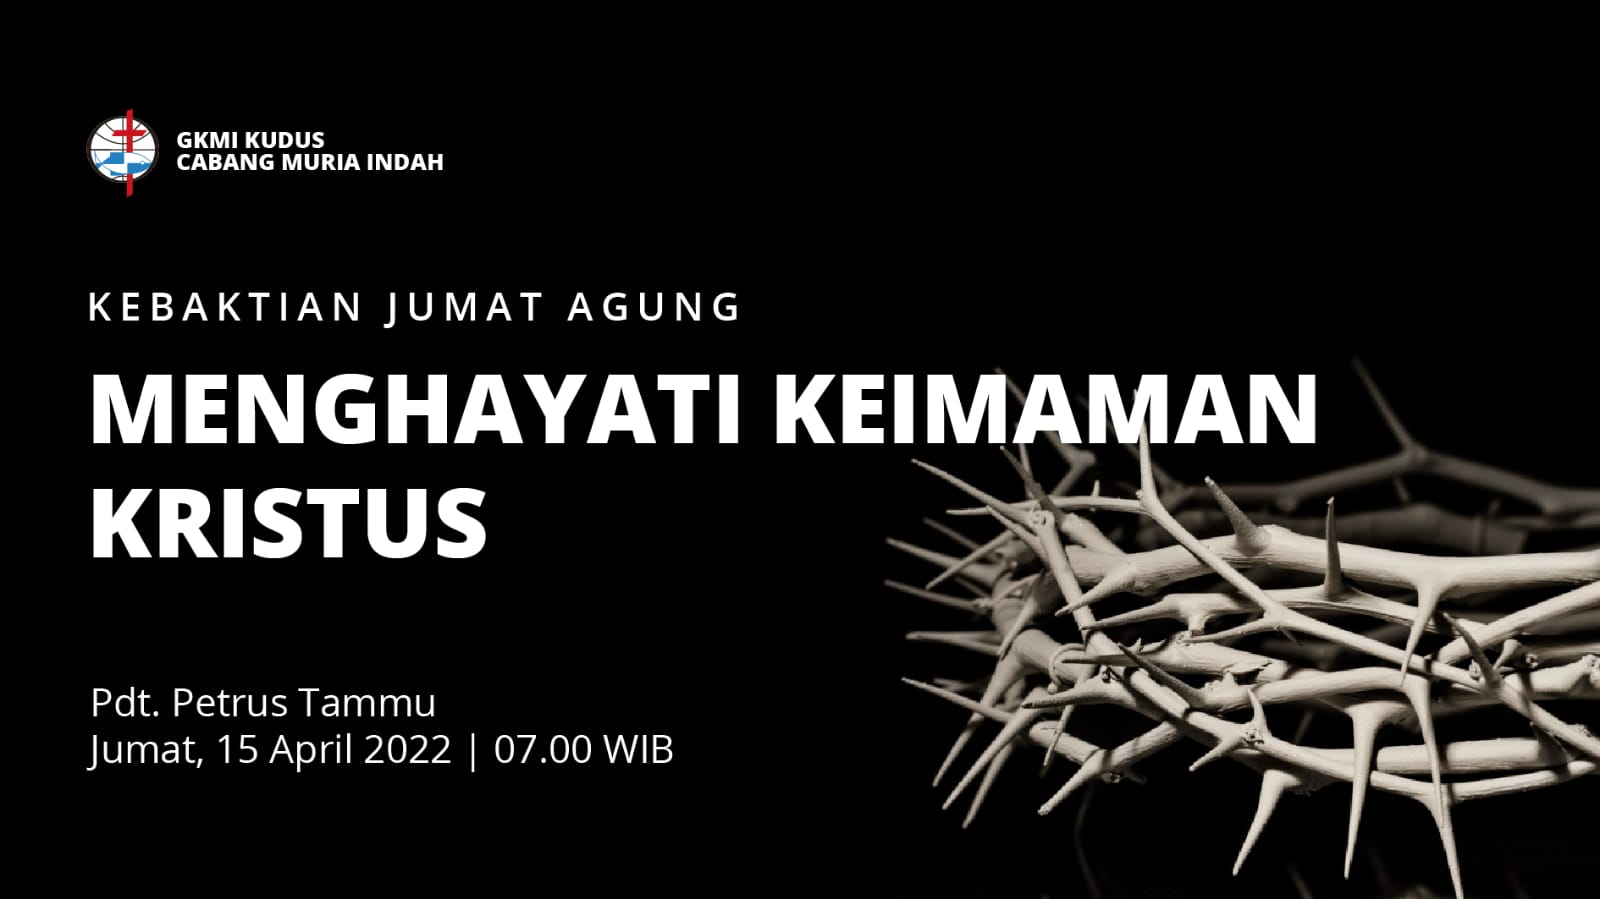 GKMI KUDUS
CABANG MURIA INDAH
KEBAKTIAN JUMAT AGUNG
MENGHAYATI KEIMAMAN
KRISTUS
Pdt. Petrus Tammu
Jumat, 15 April 2022 | 07.00 WIB